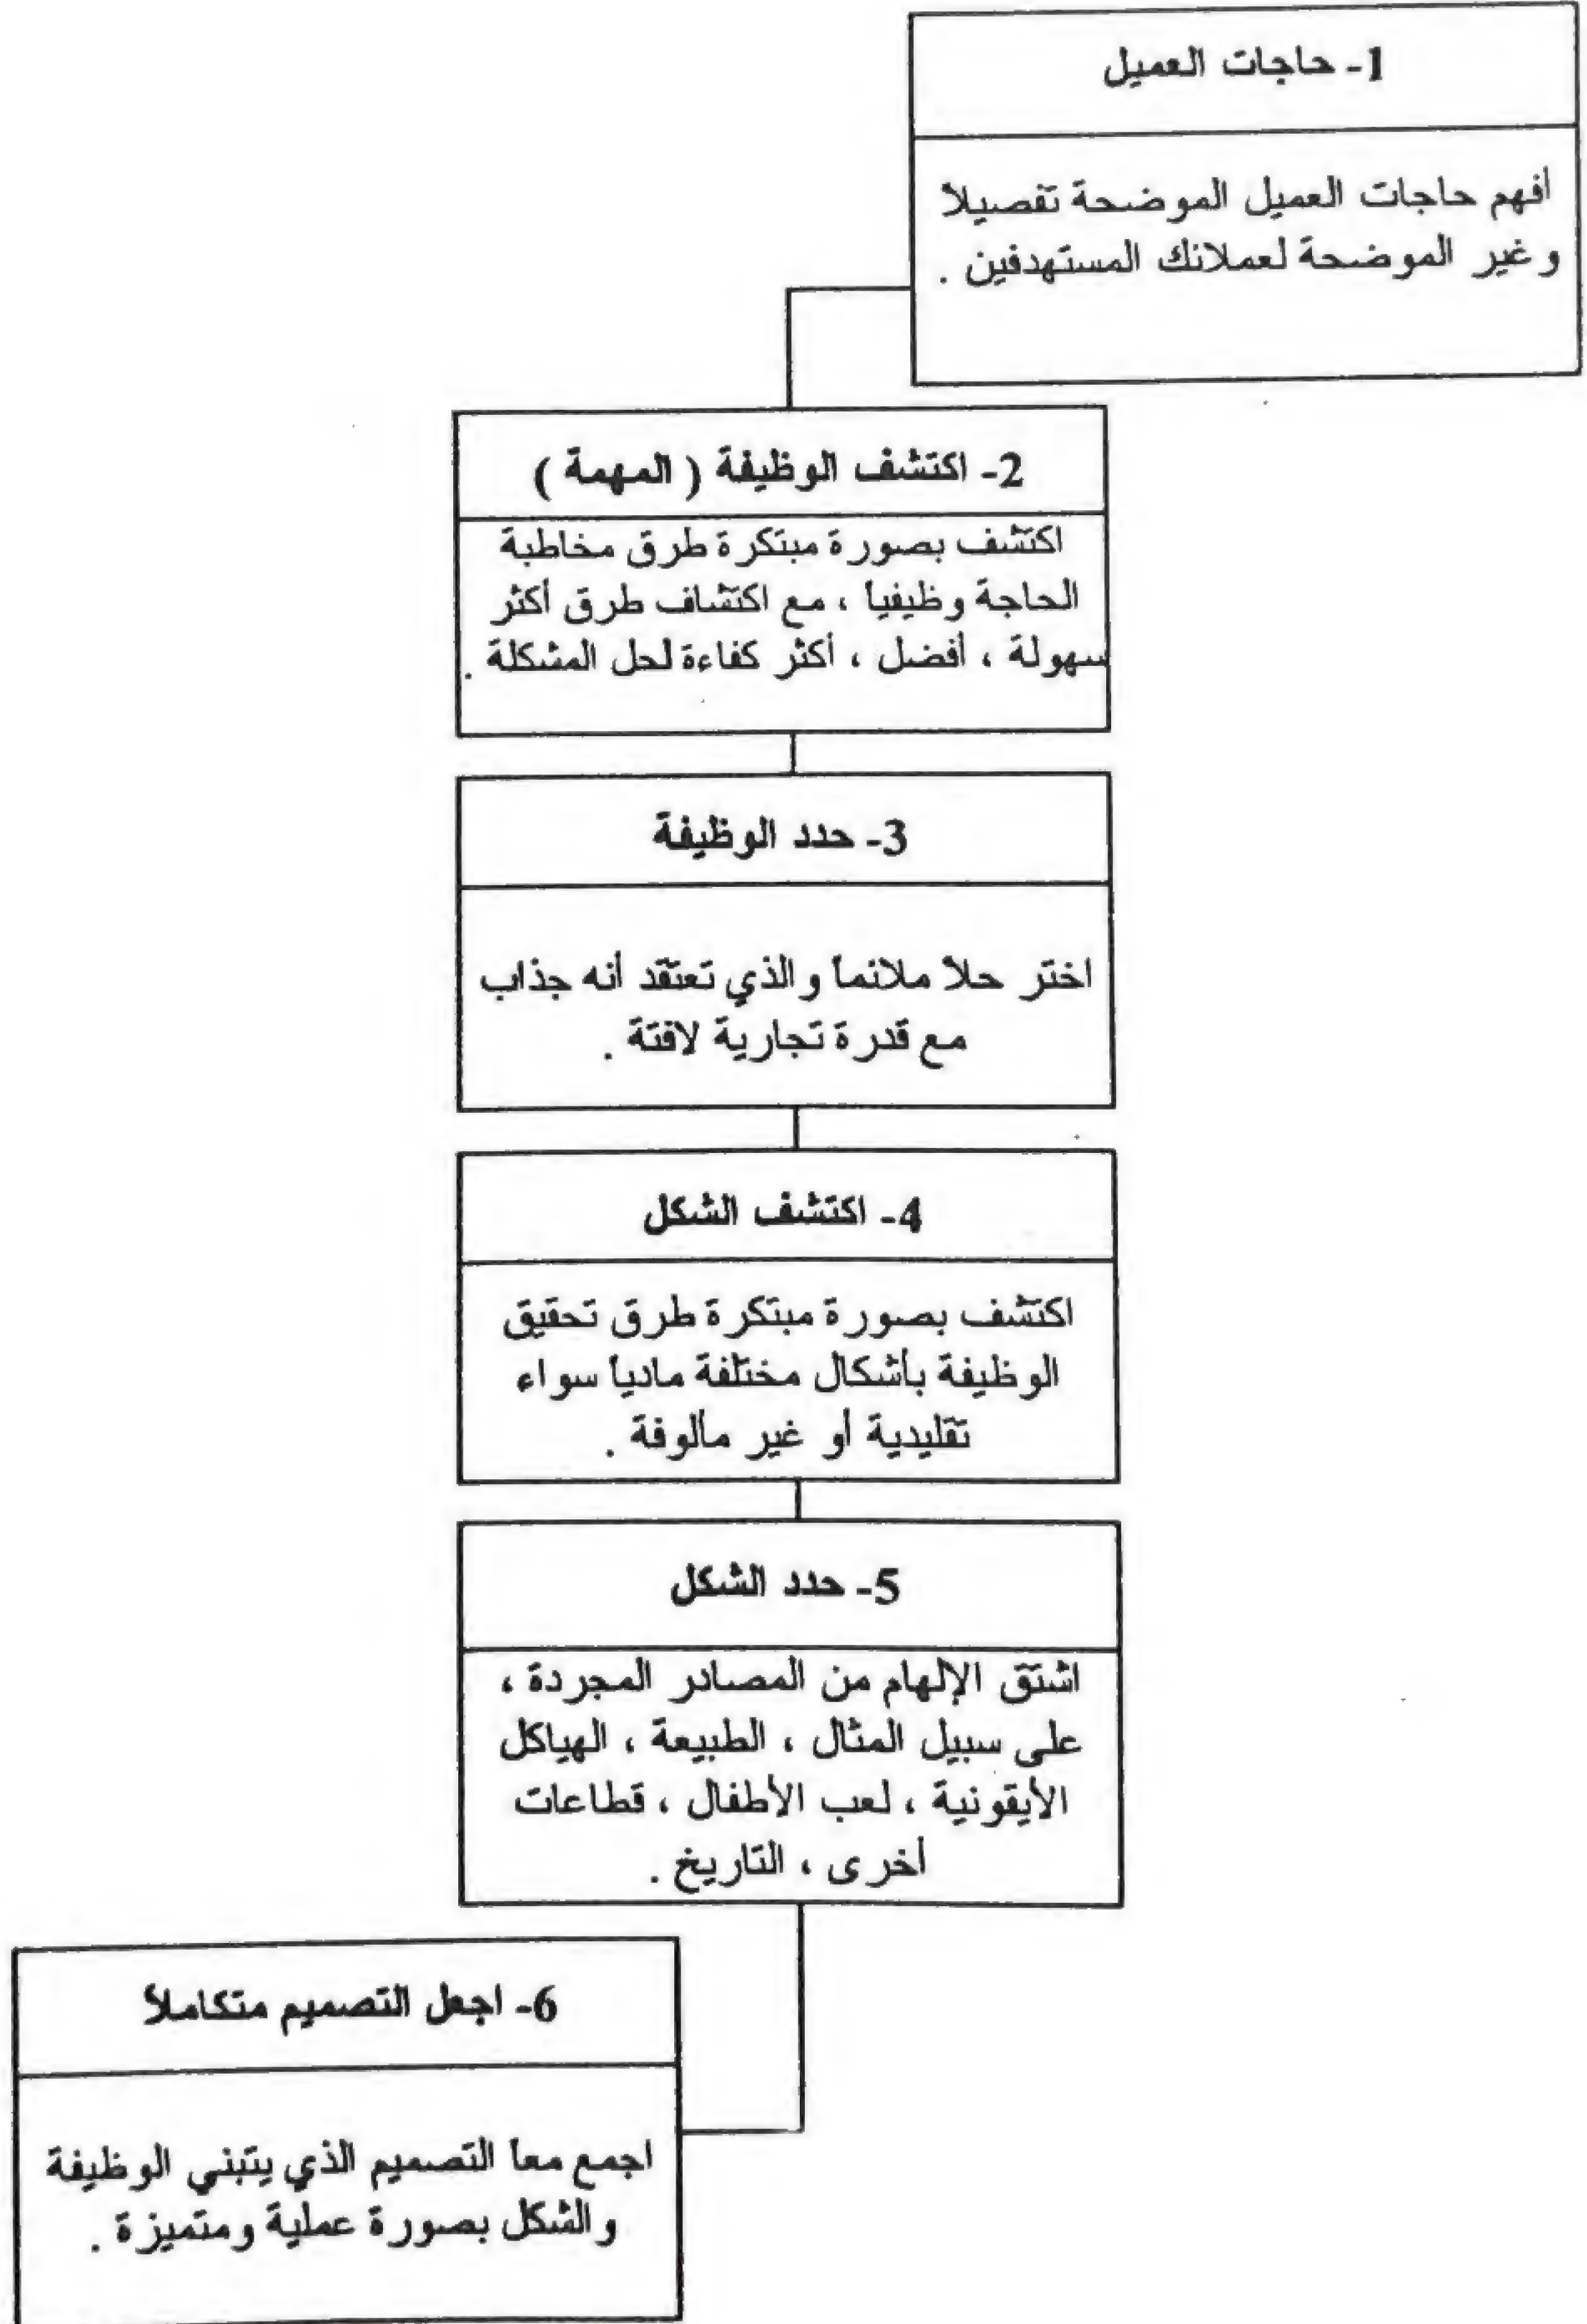 1- حاجات العميل
أفهم حاجات العميل الموضحة تفصيلاً
وغير الموضحة لعملائك المستهدفين .
2- اكتشف الوظيفة ( المهمة )
اكتشف بصورة مبتكرة طرق مخاطبة
الحاجة وظيفياً ، مع اكتشاف طرق أكثر
سهولة ، أفضل ، أكثر كفاءة لحل المشكلة .
3- حدد الوظيفة
اختر حلاً ملائماً والذي تعتقد أنه جذاب
مع قدرة تجارية لافتة .
4- اكتشف الشكل
اكتشف بصورة مبتكرة طرق تحقيق
الوظيفة بأشكال مختلفة مادياً سواء
تقليدية أو غير مألوفة .
5- حدد الشكل
اشتق الإلهام من المصادر المجردة ،
على سبيل المثال ، الطبيعة ، الهياكل
الأيقونية ، لعب الأطفال ، قطاعات
أخرى ، التاريخ .
6- اجعل التصميم متكاملاً
اجمع معاً التصميم الذي يتبني الوظيفة
والشكل بصورة عملية ومتميزة .